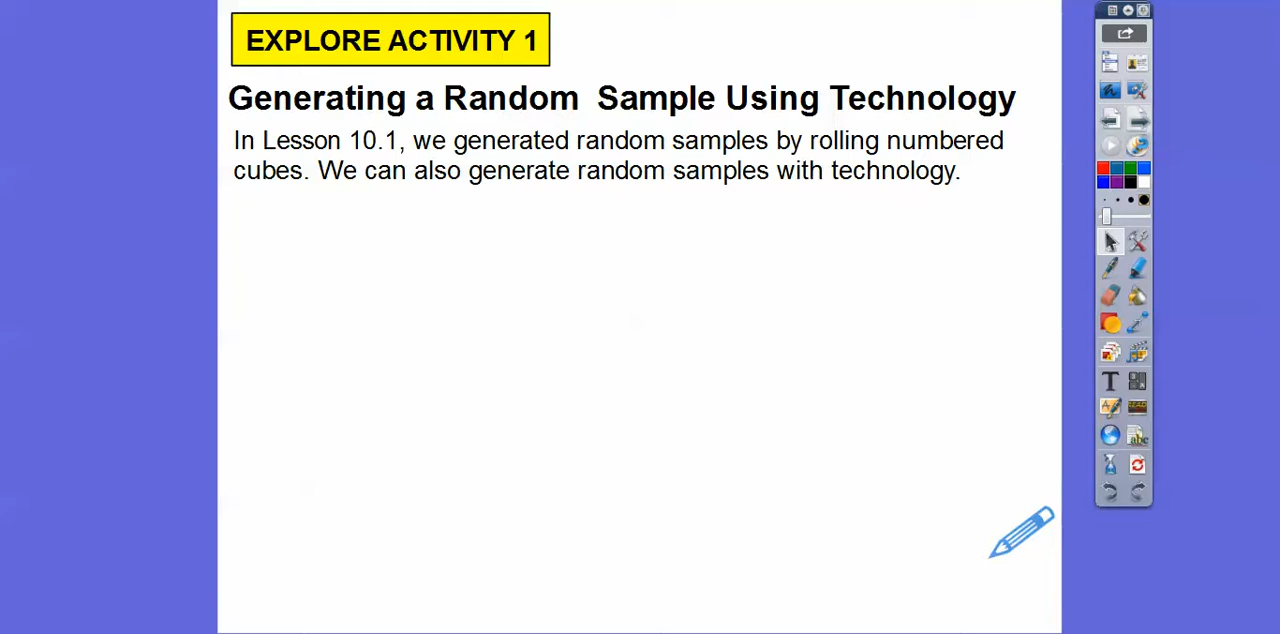 EXPLORE ACTIVITY 1
Generating a Random Sample Using Technology
In Lesson 10.1, we generated random samples by rolling numbered
cubes. We can also generate random samples with technology.